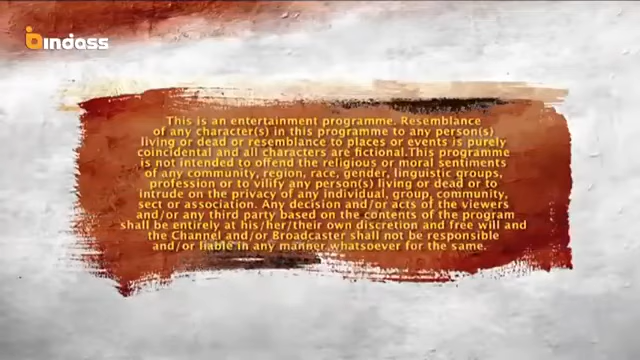 bindass
This is an entertainment programme. Resemblance
of any character(s) in this programme to any person(s)
living or dead or resemblance to places or events is purely
coincidental and all characters are fictional.This programme
is not intended to offend the religious or moral sentiments
of any community, region, race, gender, linguistic groups,
profession or to vilify any person(s) living or dead or to
intrude on the privacy of any individual, group, community,
sect or association. Any decision and/or acts of the viewers
and/or any third party based on the contents of the program
shall be entirely at his/her/their own discretion and free will and
the Channel and/or Broadcaster shall not be responsible
and/or liable in any manner whatsoever for the same.